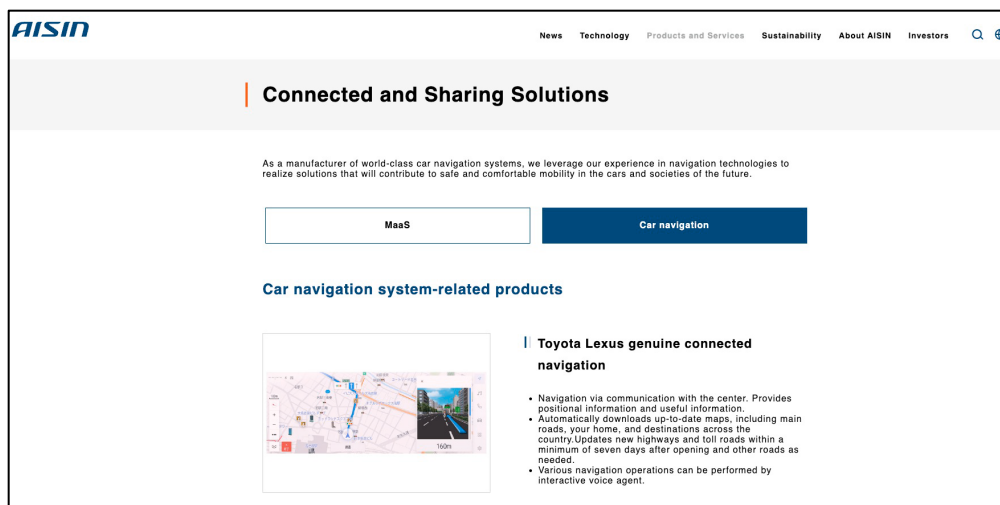 AISIN
News Technology Products and Services Sustainability About AISIN Investors
Connected and Sharing Solutions
As a manufacturer of world-class car navigation systems, we leverage our experience in navigation technologies to
realize solutions that will contribute to safe and comfortable mobility in the cars and societies of the future.
MaaS
Car navigation
Car navigation system-related products
Toyota Lexus genuine connected
navigation
• Navigation via communication with the center. Provides
positional information and useful information.
• Automatically downloads up-to-date maps, including main
roads, your home, and destinations across the
country.Updates new highways and toll roads within a
minimum of seven days after opening and other roads as
needed.
• Various navigation operations can be performed by
interactive voice agent.
160m